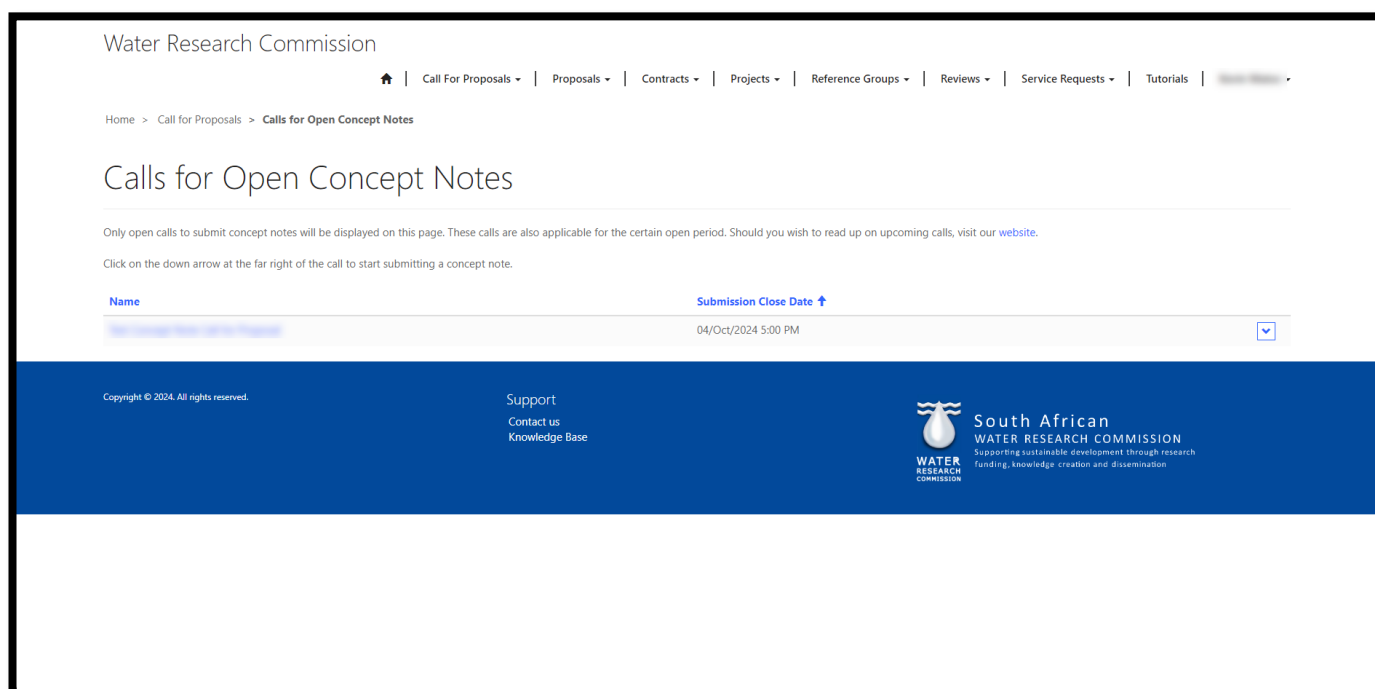 Water Research Commission
Call For Proposals | Proposals | Contracts | Projects | Reference Groups | Reviews | Service Requests | Tutorials |
Home > Call for Proposals > Calls for Open Concept Notes
Calls for Open Concept Notes
Only open calls to submit concept notes will be displayed on this page. These calls are also applicable for the certain open period. Should you wish to read up on upcoming calls, visit our website.
Click on the down arrow at the far right of the call to start submitting a concept note.
Name Submission Close Date
04/Oct/2024 5:00 PM
Copyright © 2024. All rights reserved.
Support
Contact us
Knowledge Base
WATER
RESEARCH
COMMISSION
South African
WATER RESEARCH COMMISSION
Supporting sustainable development through research
funding, knowledge creation and dissemination